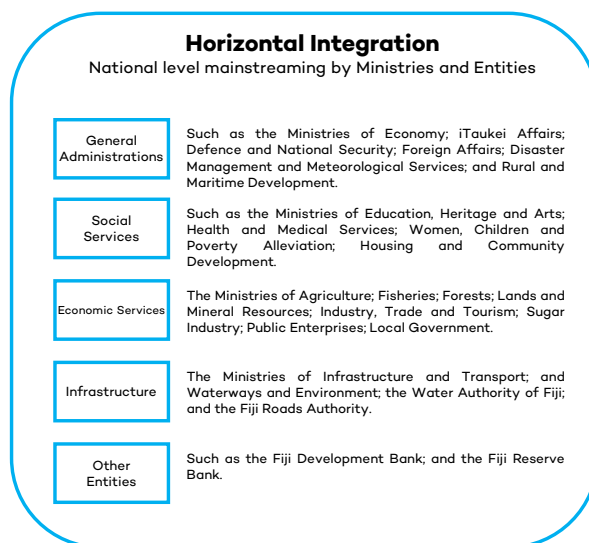 Horizontal Integration
National level mainstreaming by Ministries and Entities
General
Administrations
Such as the Ministries of Economy; iTaukei Affairs;
Defence and National Security; Foreign Affairs; Disaster
Management and Meteorological Services; and Rural and
Maritime Development.
Social
Services
Such as the Ministries of Education, Heritage and Arts;
Health and Medical Services; Women, Children and
Poverty Alleviation; Housing and Community
Development.
Economic Services
The Ministries of Agriculture; Fisheries; Forests; Lands and
Mineral Resources; Industry, Trade and Tourism; Sugar
Industry; Public Enterprises; Local Government.
Infrastructure
The Ministries of Infrastructure and Transport; and
Waterways and Environment; the Water Authority of Fiji;
and the Fiji Roads Authority.
Other
Entities
Such as the Fiji Development Bank; and the Fiji Reserve
Bank.